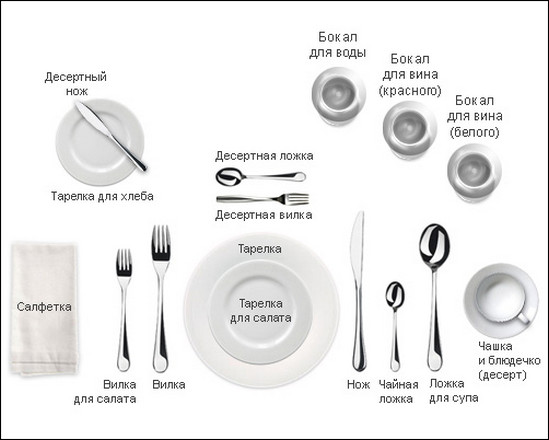 Бокал
для воды
Бокал
для вина
(красного)
Бокал
для вина
(белого)
Десертный
нож
Тарелка для хлеба
Десертная ложка
Десертная вилка
Салфетка
Тарелка
Тарелка
для салата
Вилка
для салата
Вилка
Нож
Чайная
ложка
Ложка
для супа
Чашка
и блюдечко
(десерт)